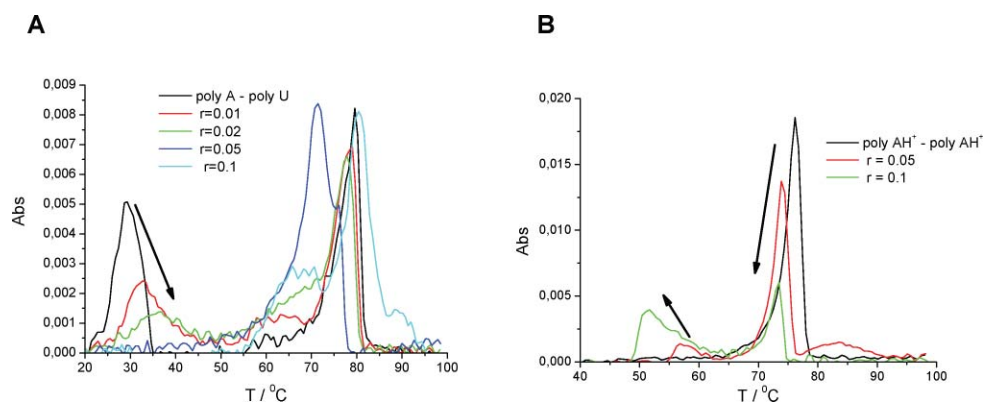 A
B
0,009
0,008
0,007
0,006
0,005
0,004
0,003
0,002
0,001
0,000
Abs
poly A - poly U
r=0.01
r=0.02
r=0.05
r=0.1
20 30 40 50 60 70 80 90 100
T / °C
0,020
0,015
0,010
0,005
0,000
Abs
poly AH⁺ - poly AH⁺
r = 0.05
r = 0.1
40 50 60 70 80 90 100
T / °C